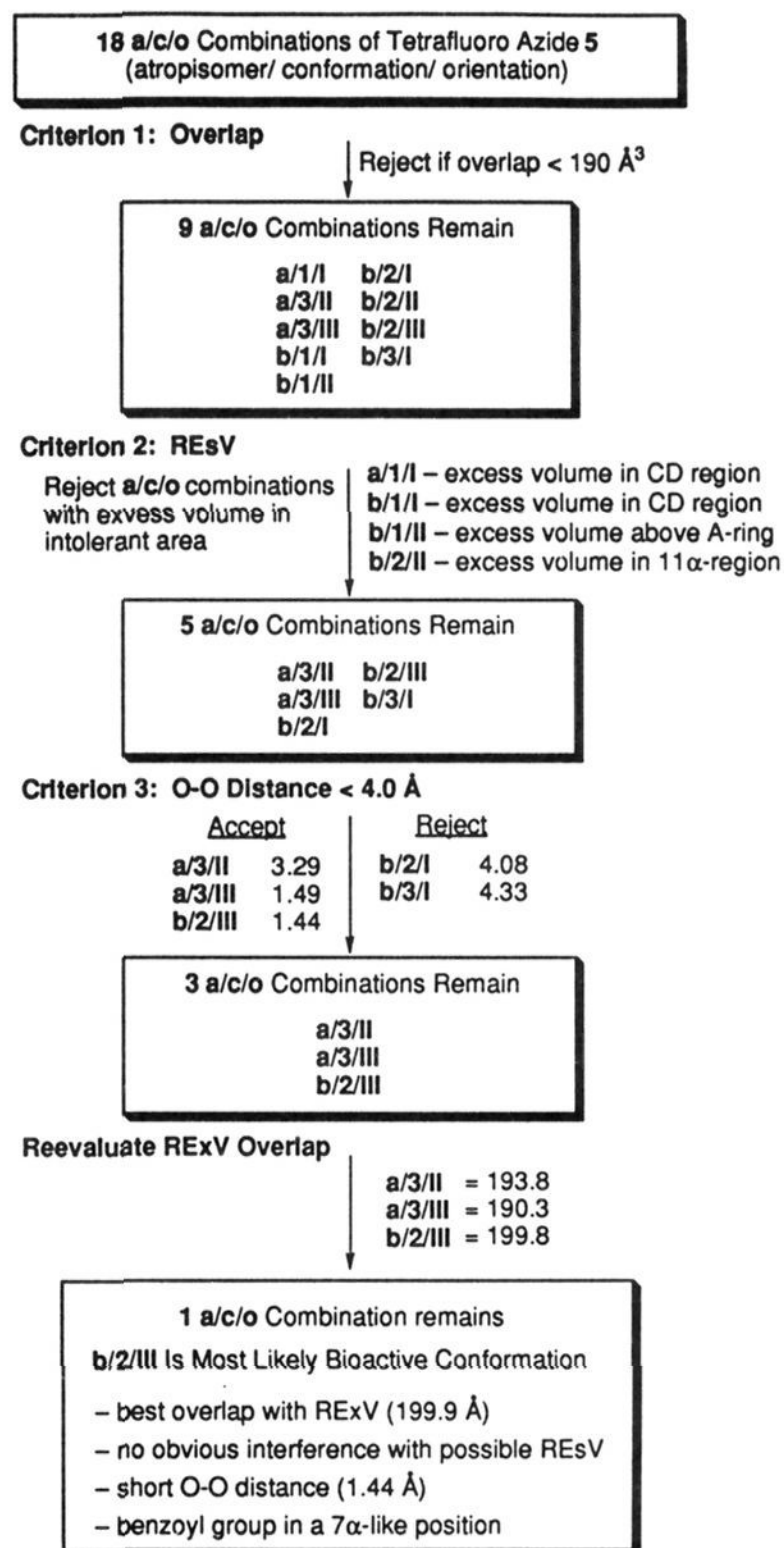 18 a/c/o Combinations of Tetrafluoro Azide 5
(atropisomer/ conformation/ orientation)
Criterion 1: Overlap
Reject if overlap < 190 Å³
9 a/c/o Combinations Remain
a/1/I b/2/I
a/3/II b/2/II
a/3/III b/2/III
b/1/I b/3/I
b/1/II
Criterion 2: REsV
Reject a/c/o combinations
with exvess volume in
intolerant area
a/1/I – excess volume in CD region
b/1/I – excess volume in CD region
b/1/II – excess volume above A-ring
b/2/II – excess volume in 11α-region
5 a/c/o Combinations Remain
a/3/II b/2/III
a/3/III b/3/I
b/2/I
Criterion 3: O-O Distance < 4.0 Å
Accept
a/3/II 3.29
a/3/III 1.49
b/2/III 1.44
Reject
b/2/I 4.08
b/3/I 4.33
3 a/c/o Combinations Remain
a/3/II
a/3/III
b/2/III
Reevaluate RExV Overlap
a/3/II = 193.8
a/3/III = 190.3
b/2/III = 199.8
1 a/c/o Combination remains
b/2/III Is Most Likely Bioactive Conformation
– best overlap with RExV (199.9 Å)
– no obvious interference with possible REsV
– short O-O distance (1.44 Å)
– benzoyl group in a 7α-like position